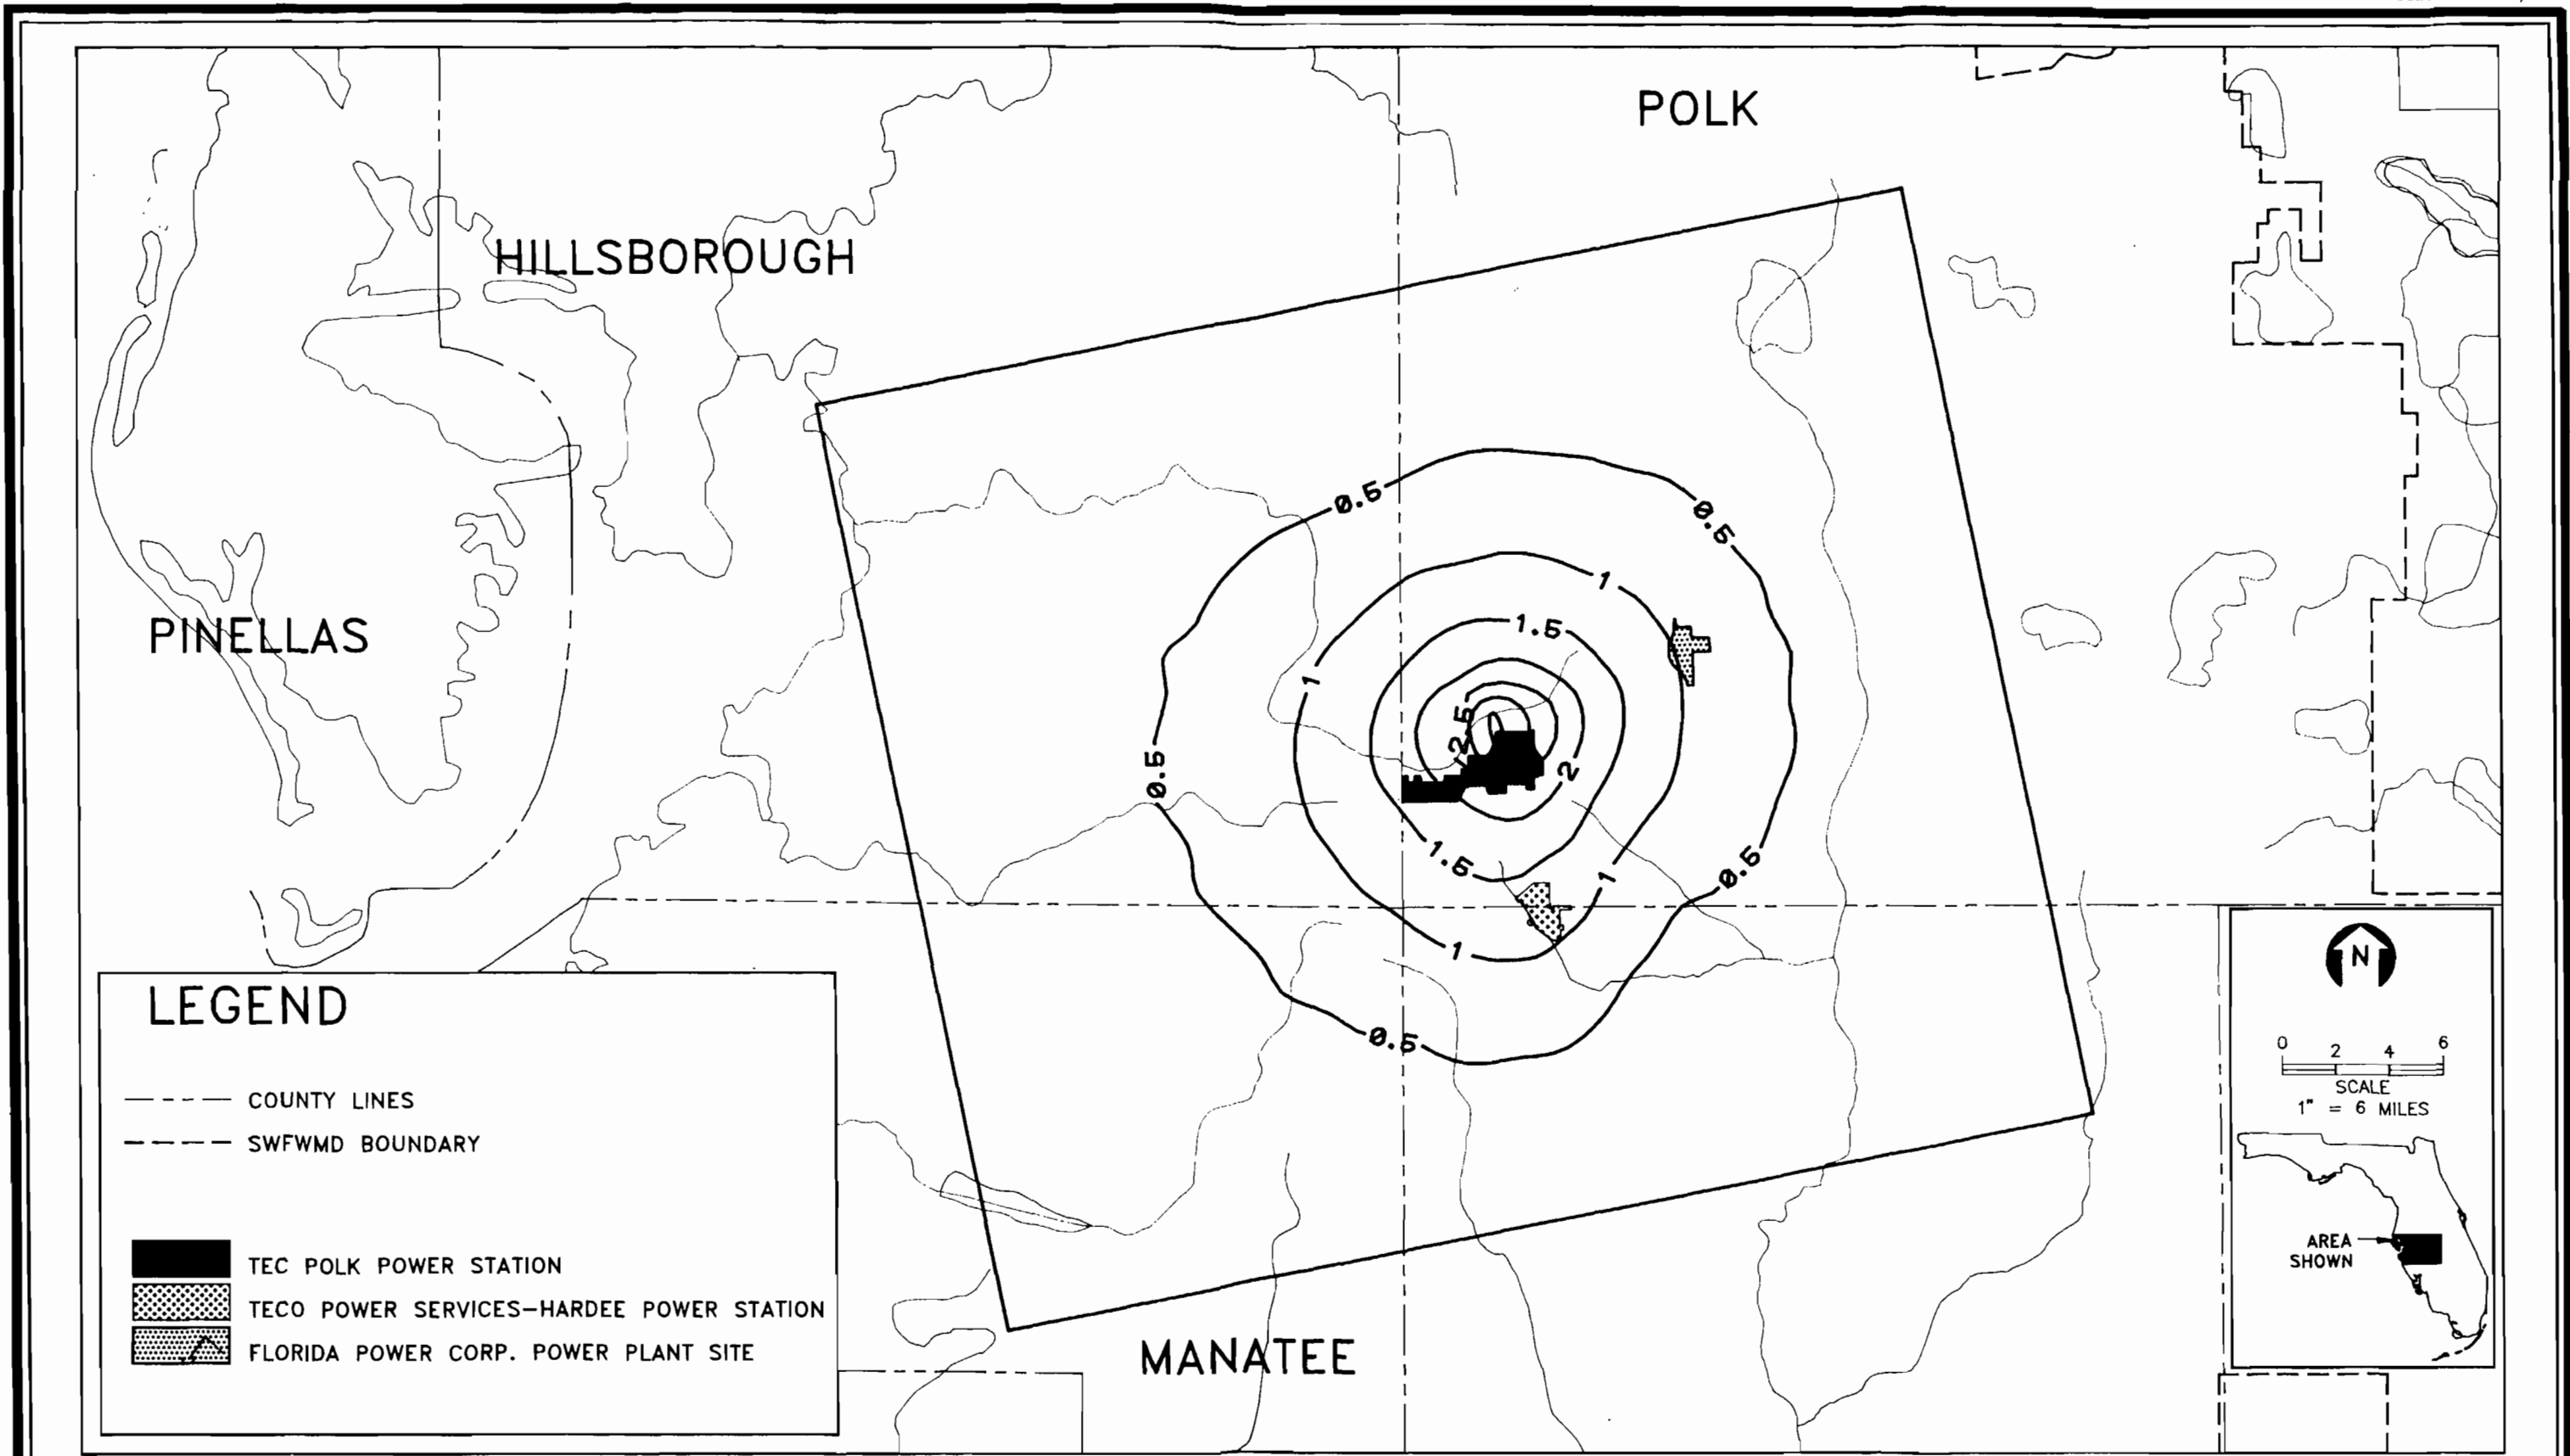 POLK
HILLSBOROUGH
0.5
0.5
1
1.5
PINELLAS
1
2.5
0.5
2
1.5
1
0.5
1
0.5
MANATEE
LEGEND
COUNTY LINES
SWFWMD BOUNDARY
TEC POLK POWER STATION
TECO POWER SERVICES-HARDEE POWER STATION
FLORIDA POWER CORP. POWER PLANT SITE
N
0 2 4 6
SCALE
1" = 6 MILES
AREA
SHOWN